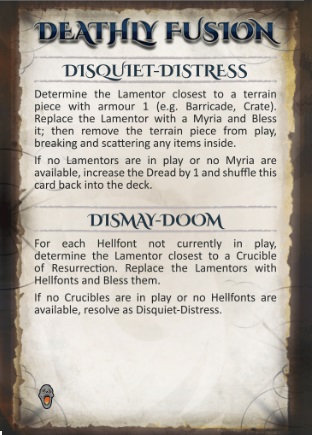 DEATHLY FUSION
DISQUIET-DISTRESS
Determine the Lamentor closest to a terrain
piece with armour 1 (e.g. Barricade, Crate).
Replace the Lamentor with a Myria and Bless
it; then remove the terrain piece from play,
breaking and scattering any items inside.
If no Lamentors are in play or no Myria are
available, increase the Dread by 1 and shuffle this
card back into the deck.
DISMAY-DOOM
For each Hellfont not currently in play,
determine the Lamentor closest to a Crucible
of Resurrection. Replace the Lamentors with
Hellfonts and Bless them.
If no Crucibles are in play or no Hellfonts are
available, resolve as Disquiet-Distress.